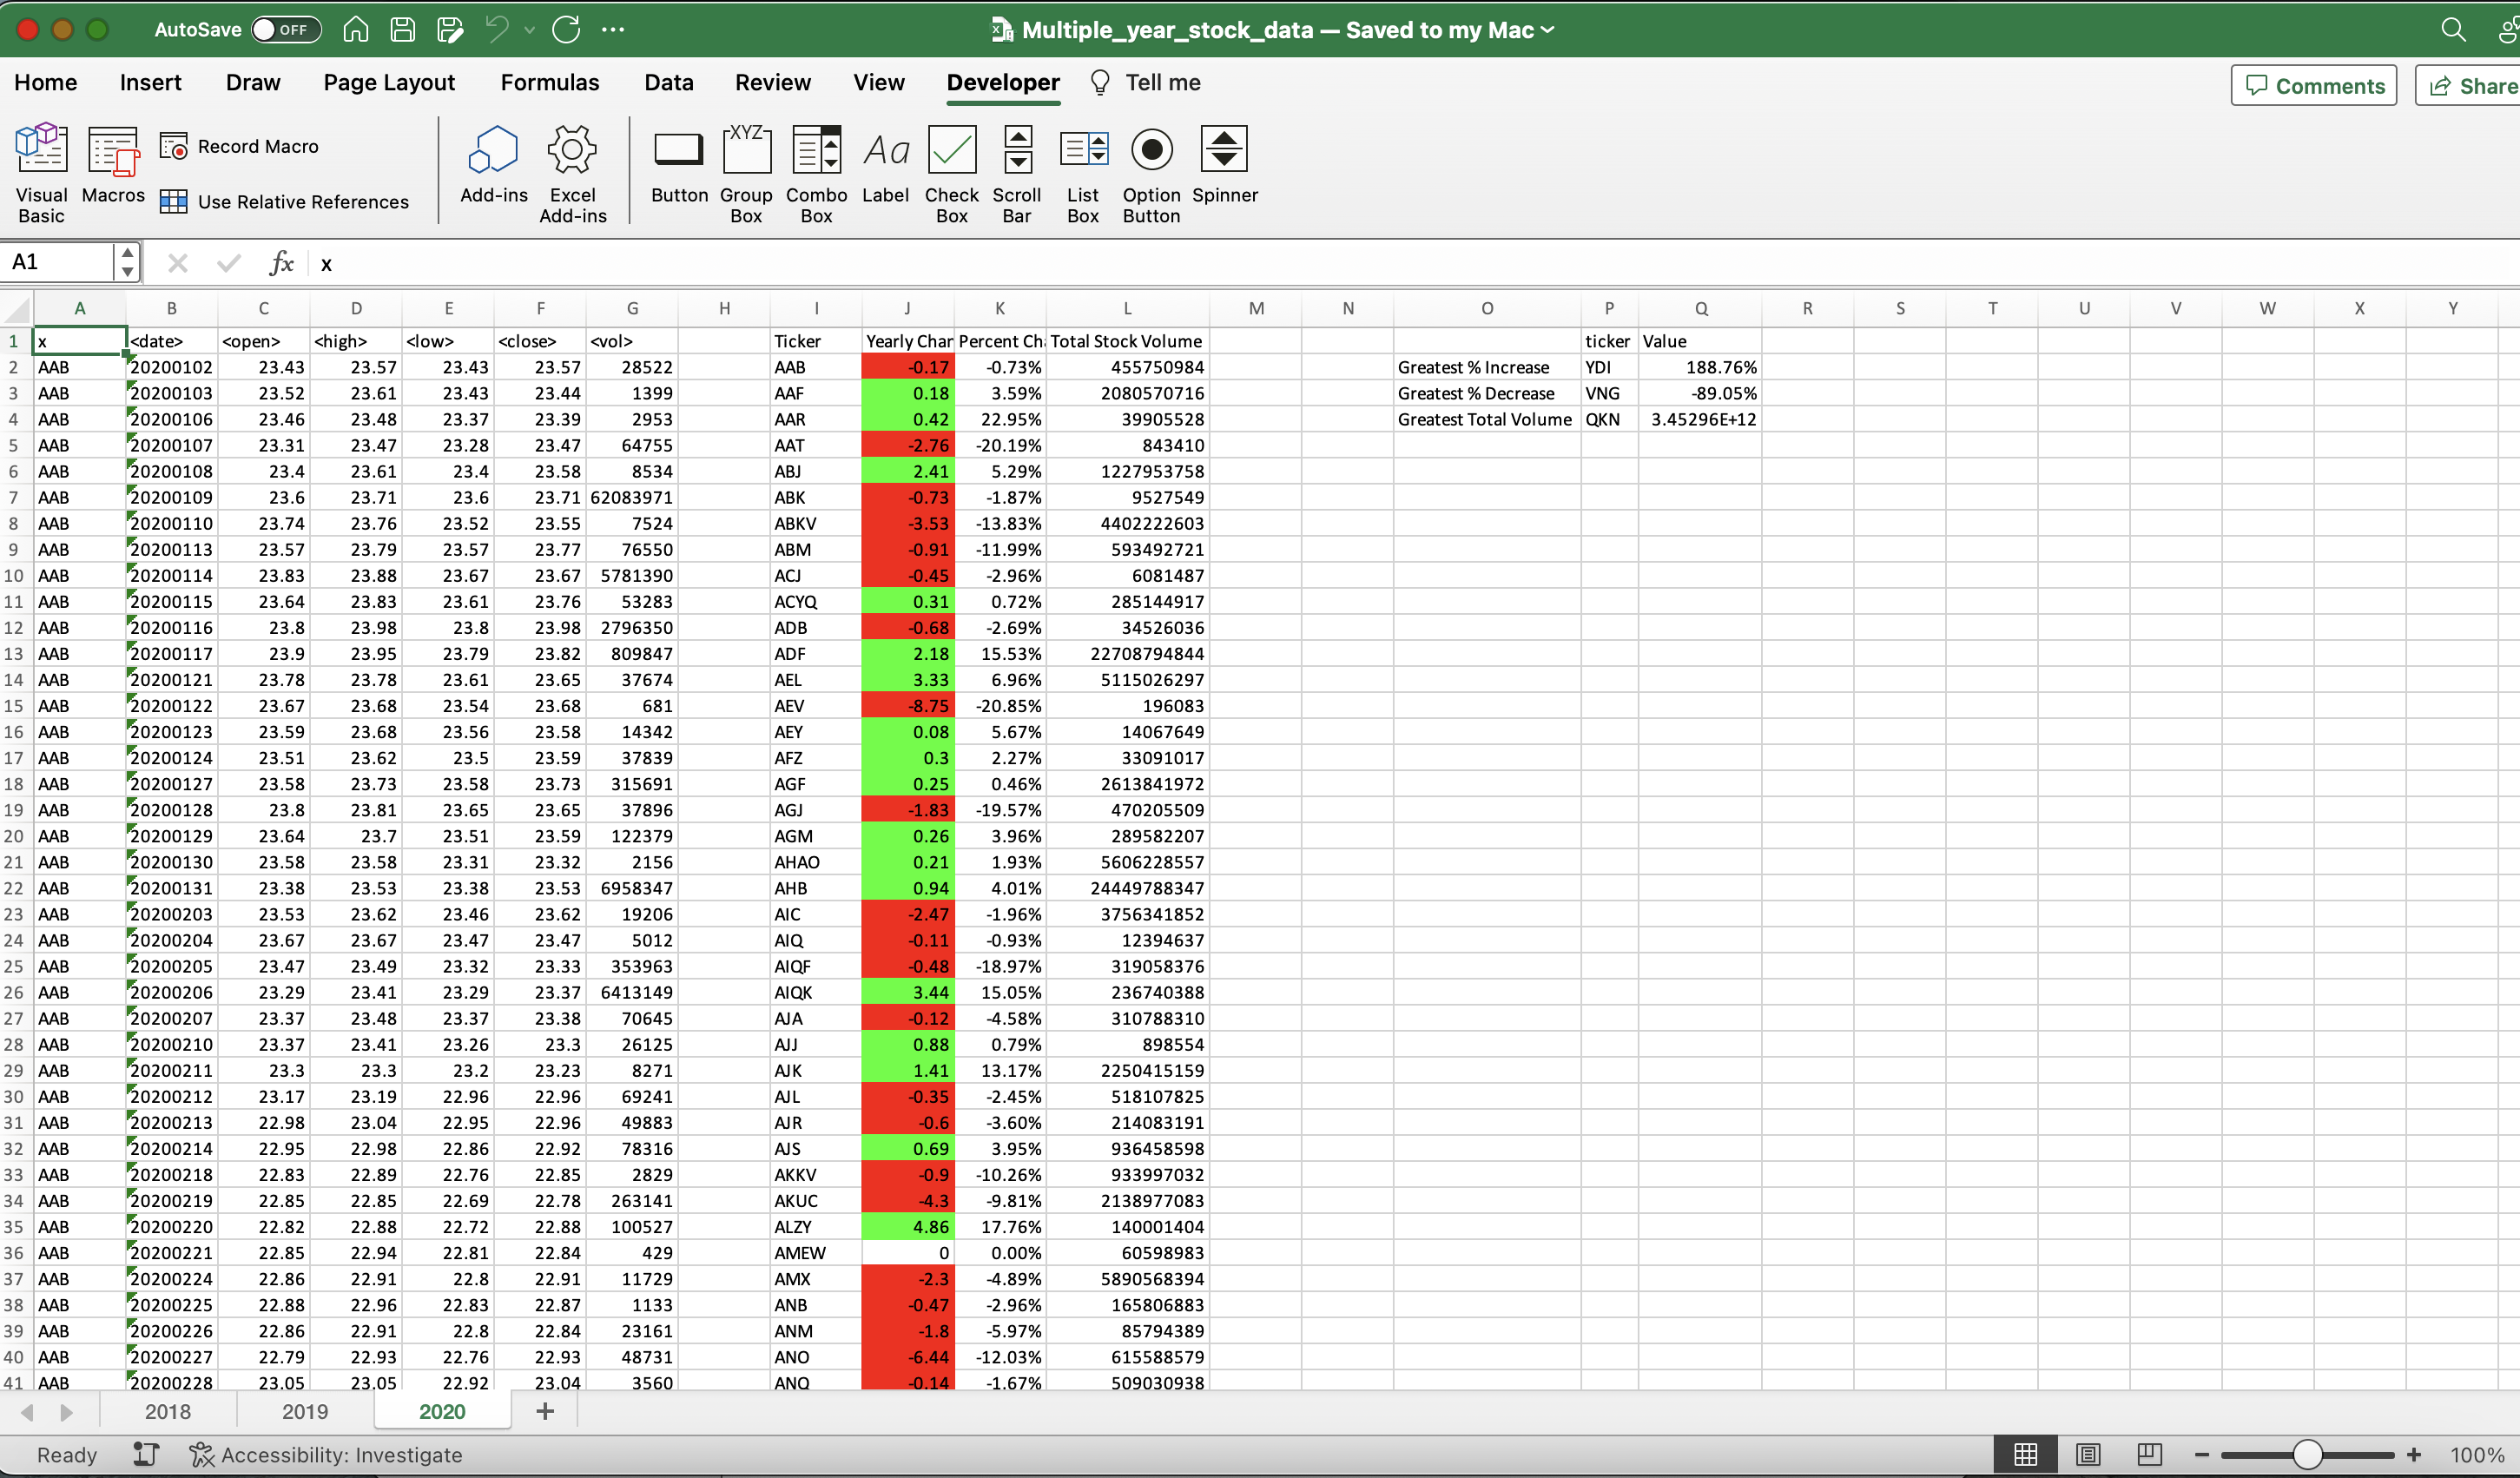 AutoSave OFF Multiple_year_stock_data — Saved to my Mac
Home Insert Draw Page Layout Formulas Data Review View Developer Tell me Comments Share
Visual Basic Macros Record Macro Use Relative References Add-ins Excel Add-ins Button XYZ Group Box Combo Box Aa Label Check Box Scroll Bar List Box Option Button Spinner
A1 fx x
A B C D E F G H I J K L M N O P Q R S T U V W X Y
1 x <date> <open> <high> <low> <close> <vol> Ticker Yearly Char Percent Ch Total Stock Volume ticker Value
2 AAB 20200102 23.43 23.57 23.43 23.57 28522 AAB -0.17 -0.73% 455750984 Greatest % Increase YDI 188.76%
3 AAB 20200103 23.52 23.61 23.43 23.44 1399 AAF 0.18 3.59% 2080570716 Greatest % Decrease VNG -89.05%
4 AAB 20200106 23.46 23.48 23.37 23.39 2953 AAR 0.42 22.95% 39905528 Greatest Total Volume QKN 3.45296E+12
5 AAB 20200107 23.31 23.47 23.28 23.47 64755 AAT -2.76 -20.19% 843410
6 AAB 20200108 23.4 23.61 23.4 23.58 8534 ABJ 2.41 5.29% 1227953758
7 AAB 20200109 23.6 23.71 23.6 23.71 62083971 ABK -0.73 -1.87% 9527549
8 AAB 20200110 23.74 23.76 23.52 23.55 7524 ABKV -3.53 -13.83% 4402222603
9 AAB 20200113 23.57 23.79 23.57 23.77 76550 ABM -0.91 -11.99% 593492721
10 AAB 20200114 23.83 23.88 23.67 23.67 5781390 ACJ -0.45 -2.96% 6081487
11 AAB 20200115 23.64 23.83 23.61 23.76 53283 ACYQ 0.31 0.72% 285144917
12 AAB 20200116 23.8 23.98 23.8 23.98 2796350 ADB -0.68 -2.69% 34526036
13 AAB 20200117 23.9 23.95 23.79 23.82 809847 ADF 2.18 15.53% 22708794844
14 AAB 20200121 23.78 23.78 23.61 23.65 37674 AEL 3.33 6.96% 5115026297
15 AAB 20200122 23.67 23.68 23.54 23.68 681 AEV -8.75 -20.85% 196083
16 AAB 20200123 23.59 23.68 23.56 23.58 14342 AEY 0.08 5.67% 14067649
17 AAB 20200124 23.51 23.62 23.5 23.59 37839 AFZ 0.3 2.27% 33091017
18 AAB 20200127 23.58 23.73 23.58 23.73 315691 AGF 0.25 0.46% 2613841972
19 AAB 20200128 23.8 23.81 23.65 23.65 37896 AGJ -1.83 -19.57% 470205509
20 AAB 20200129 23.64 23.7 23.51 23.59 122379 AGM 0.26 3.96% 289582207
21 AAB 20200130 23.58 23.58 23.31 23.32 2156 AHAO 0.21 1.93% 5606228557
22 AAB 20200131 23.38 23.53 23.38 23.53 6958347 AHB 0.94 4.01% 24449788347
23 AAB 20200203 23.53 23.62 23.46 23.62 19206 AIC -2.47 -1.96% 3756341852
24 AAB 20200204 23.67 23.67 23.47 23.47 5012 AIQ -0.11 -0.93% 12394637
25 AAB 20200205 23.47 23.49 23.32 23.33 353963 AIQF -0.48 -18.97% 319058376
26 AAB 20200206 23.29 23.41 23.29 23.37 6413149 AIQK 3.44 15.05% 236740388
27 AAB 20200207 23.37 23.48 23.37 23.38 70645 AJA -0.12 -4.58% 310788310
28 AAB 20200210 23.37 23.41 23.26 23.3 26125 AJJ 0.88 0.79% 898554
29 AAB 20200211 23.3 23.3 23.2 23.23 8271 AJK 1.41 13.17% 2250415159
30 AAB 20200212 23.17 23.19 22.96 22.96 69241 AJL -0.35 -2.45% 518107825
31 AAB 20200213 22.98 23.04 22.95 22.96 49883 AJR -0.6 -3.60% 214083191
32 AAB 20200214 22.95 22.98 22.86 22.92 78316 AJS 0.69 3.95% 936458598
33 AAB 20200218 22.83 22.89 22.76 22.85 2829 AKKV -0.9 -10.26% 933997032
34 AAB 20200219 22.85 22.85 22.69 22.78 263141 AKUC -4.3 -9.81% 2138977083
35 AAB 20200220 22.82 22.88 22.72 22.88 100527 ALZY 4.86 17.76% 140001404
36 AAB 20200221 22.85 22.94 22.81 22.84 429 AMEW 0 0.00% 60598983
37 AAB 20200224 22.86 22.91 22.8 22.91 11729 AMX -2.3 -4.89% 5890568394
38 AAB 20200225 22.88 22.96 22.83 22.87 1133 ANB -0.47 -2.96% 165806883
39 AAB 20200226 22.86 22.91 22.8 22.84 23161 ANM -1.8 -5.97% 85794389
40 AAB 20200227 22.79 22.93 22.76 22.93 48731 ANO -6.44 -12.03% 615588579
41 AAB 20200228 23.05 23.05 22.92 23.04 3560 ANQ -0.14 -1.67% 509030938
2018 2019 2020 +
Ready Accessibility: Investigate 100%